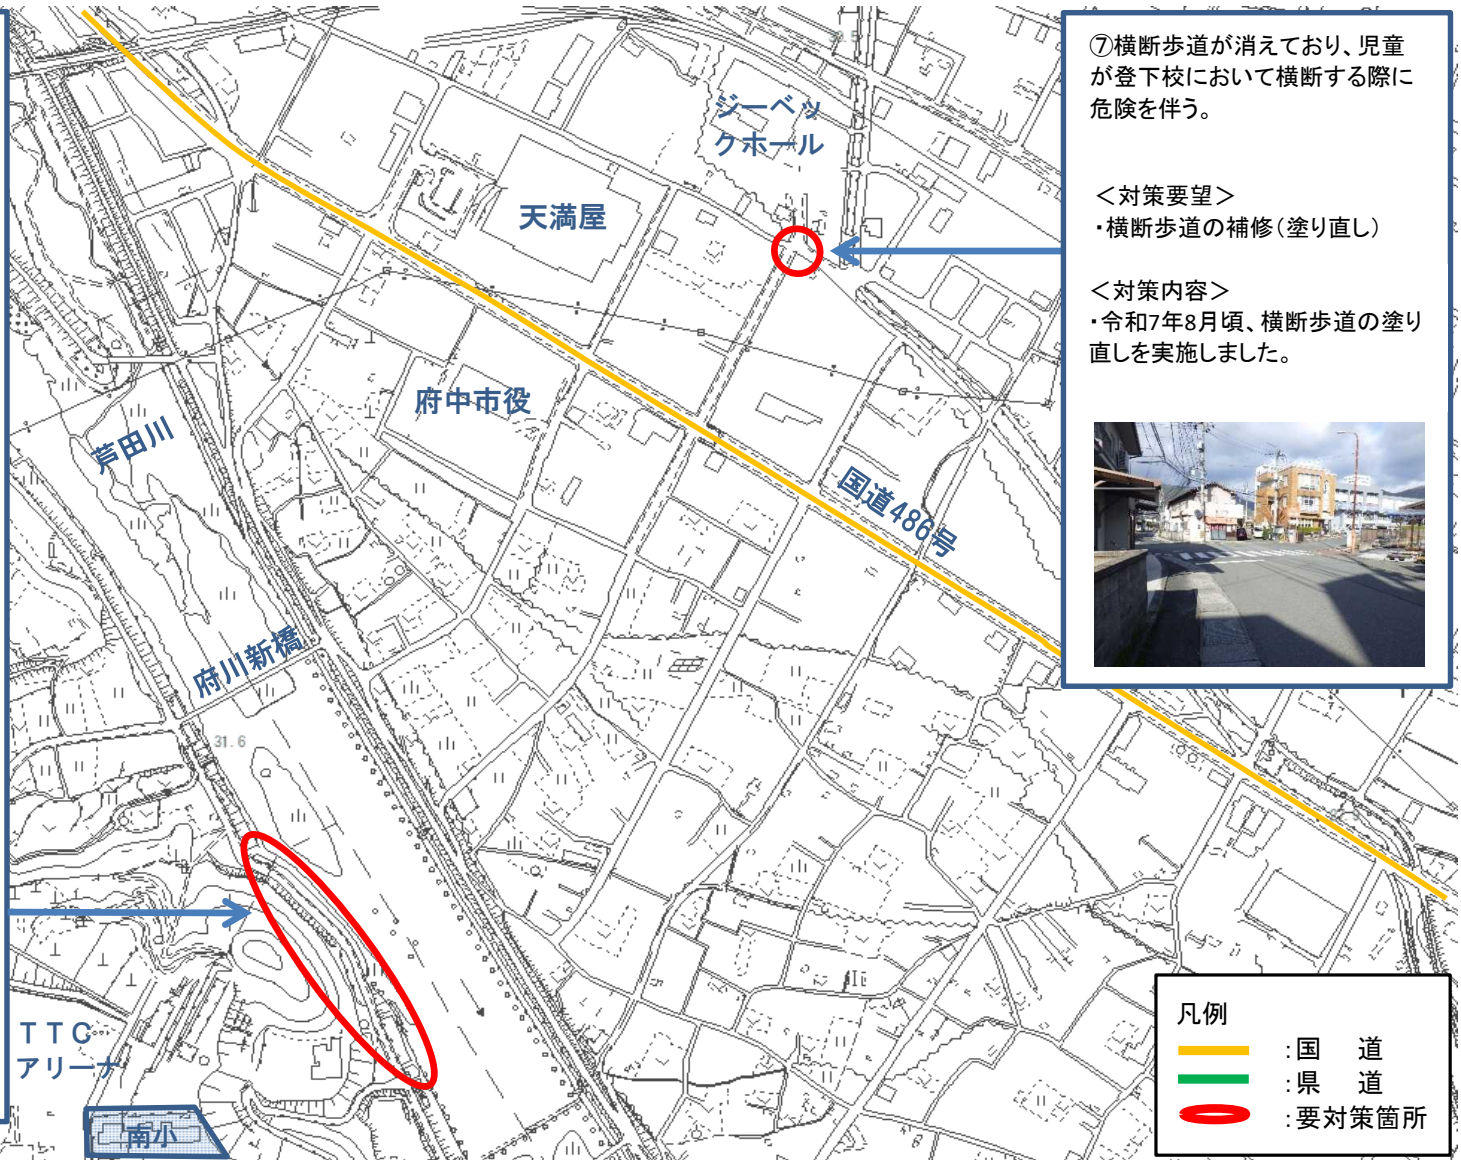 ⑦横断歩道が消えており、児童
が登下校において横断する際に
危険を伴う。
＜対策要望＞
・横断歩道の補修（塗り直し）
＜対策内容＞
・令和7年8月頃、横断歩道の塗り
直しを実施しました。
ジーベッ
クホール
天満屋
府中市役
芦田川
国道486号
府川新橋
31.6
ＴＴＣ
アリーナ
南小
凡例
：国　道
：県　道
：要対策箇所